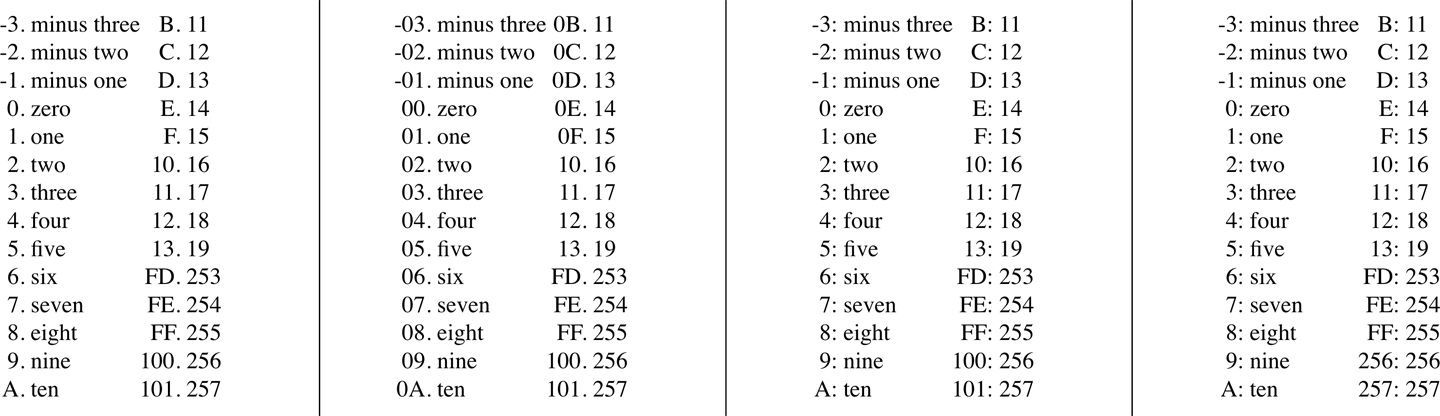 -3. minus three
-2. minus two
-1. minus one
0. zero
1. one
2. two
3. three
4. four
5. five
6. six
7. seven
8. eight
9. nine
A. ten
B. 11
C. 12
D. 13
E. 14
F. 15
10. 16
11. 17
12. 18
13. 19
FD. 253
FE. 254
FF. 255
100. 256
101. 257
-03. minus three
-02. minus two
-01. minus one
00. zero
01. one
02. two
03. three
04. four
05. five
06. six
07. seven
08. eight
09. nine
0A. ten
0B. 11
0C. 12
0D. 13
0E. 14
0F. 15
10. 16
11. 17
12. 18
13. 19
FD. 253
FE. 254
FF. 255
100. 256
101. 257
-3: minus three
-2: minus two
-1: minus one
0: zero
1: one
2: two
3: three
4: four
5: five
6: six
7: seven
8: eight
9: nine
A: ten
B: 11
C: 12
D: 13
E: 14
F: 15
10: 16
11: 17
12: 18
13: 19
FD: 253
FE: 254
FF: 255
100: 256
101: 257
-3: minus three
-2: minus two
-1: minus one
0: zero
1: one
2: two
3: three
4: four
5: five
6: six
7: seven
8: eight
9: nine
A: ten
B: 11
C: 12
D: 13
E: 14
F: 15
10: 16
11: 17
12: 18
13: 19
FD: 253
FE: 254
FF: 255
256: 256
257: 257